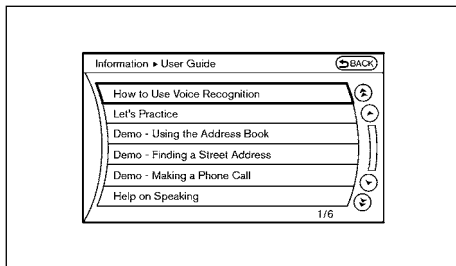 Information ▸ User Guide
BACK
How to Use Voice Recognition
Let's Practice
Demo - Using the Address Book
Demo - Finding a Street Address
Demo - Making a Phone Call
Help on Speaking
1/6